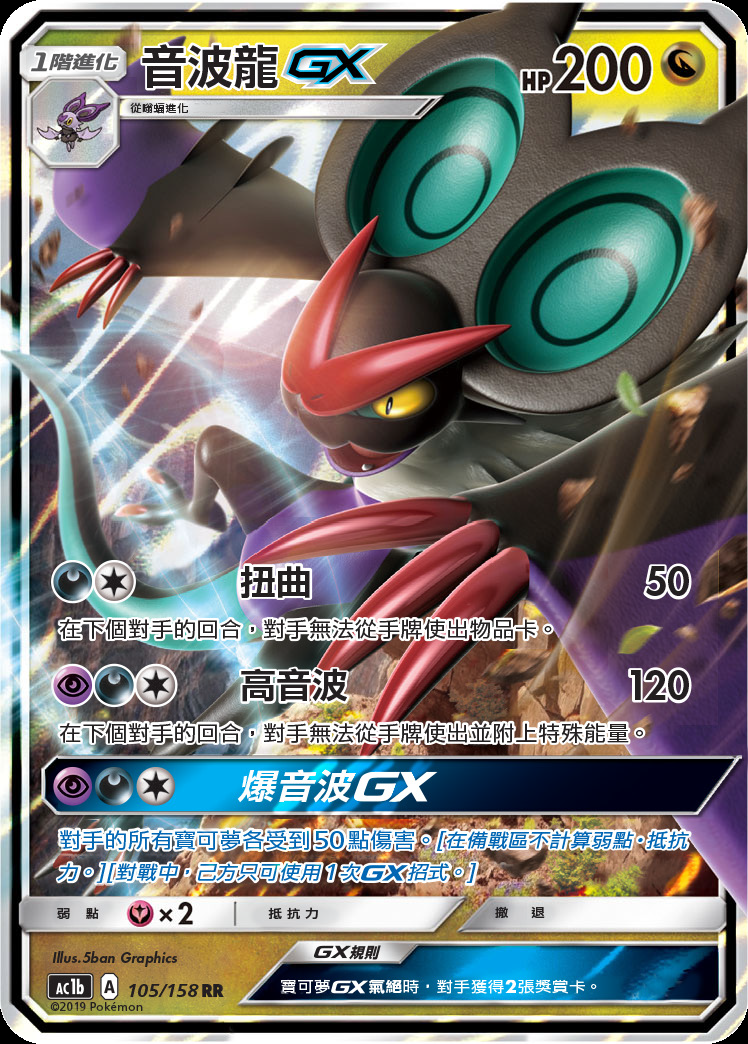 1階進化
音波龍GX
HP200
從嗡蝠進化
扭曲 50
在下個對手的回合，對手無法從手牌使出物品卡。
高音波 120
在下個對手的回合，對手無法從手牌使出並附上特殊能量。
爆音波GX
對手的所有寶可夢各受到50點傷害。[在備戰區不計算弱點・抵抗
力。][對戰中，己方只可使用1次GX招式。]
弱點 ×2 抵抗力 撤退
Illus.5ban Graphics
GX規則
AC1b A 105/158 RR
寶可夢GX氣絕時，對手獲得2張獎賞卡。
©2019 Pokémon